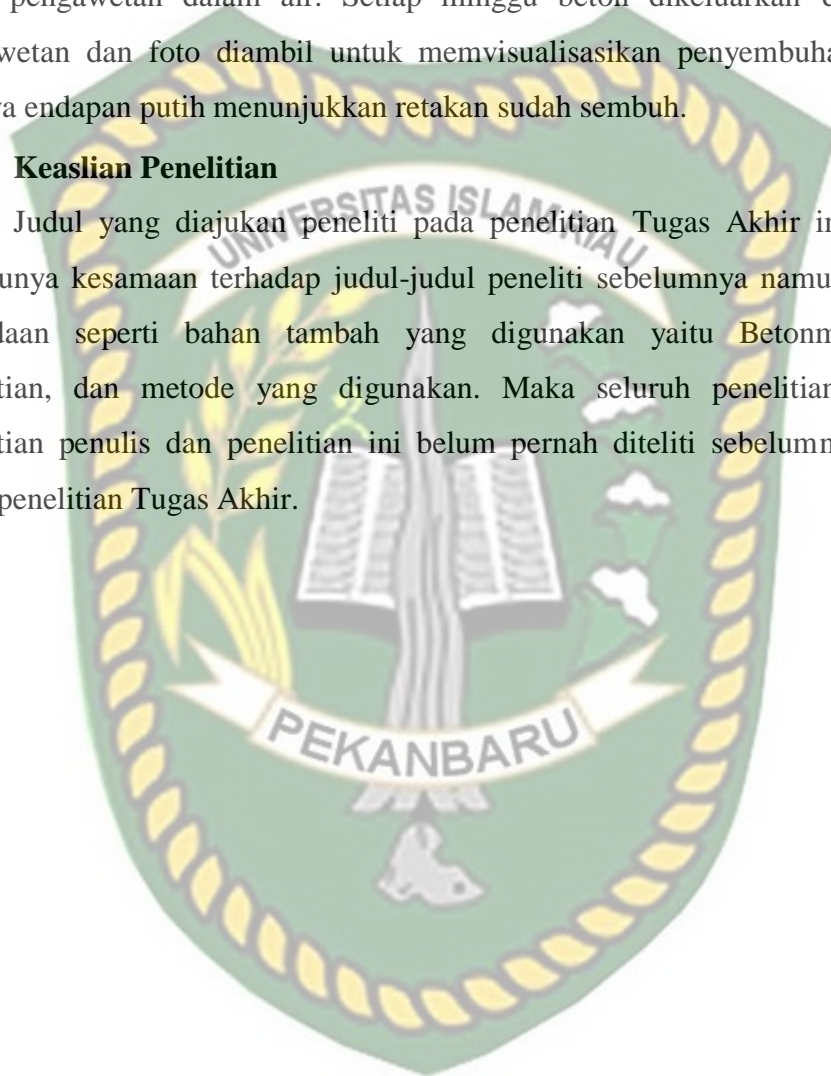 pengawetan dalam air. Setiap minggu beton dikeluarkan
wetan dan foto diambil untuk memvisualisasikan penyembuha
a endapan putih menunjukkan retakan sudah sembuh.
Keaslian Penelitian
UNIVERSITAS ISLAM RIAU
Judul yang diajukan peneliti pada penelitian Tugas Akhir in
unya kesamaan terhadap judul-judul peneliti sebelumnya namu
daan seperti bahan tambah yang digunakan yaitu Betonm
tian, dan metode yang digunakan. Maka seluruh penelitian
tian penulis dan penelitian ini belum pernah diteliti sebelumn
penelitian Tugas Akhir.
PEKANBARU